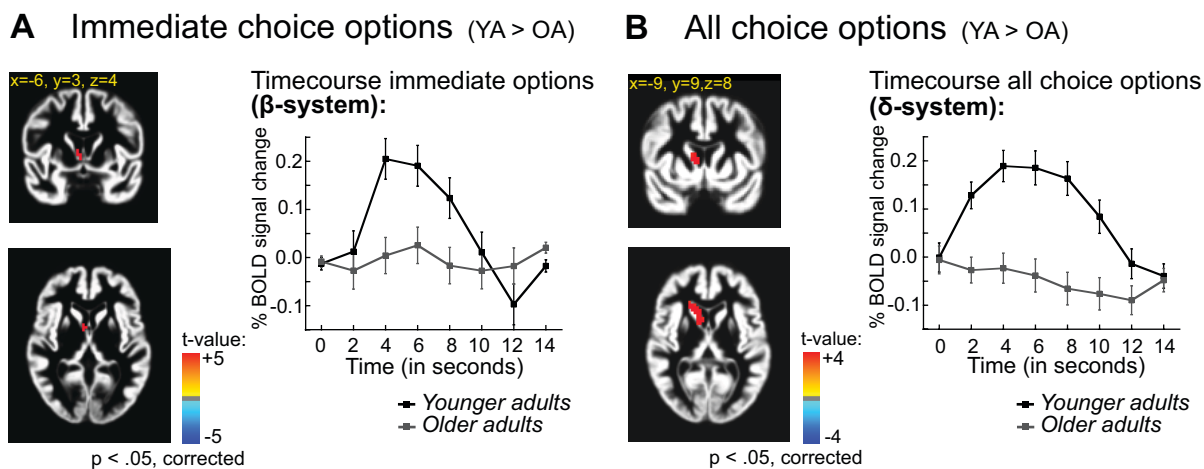 A Immediate choice options (YA > OA)
x=-6, y=3, z=4
Timecourse immediate options
(β-system):
% BOLD signal change
0.2
0.1
0.0
-0.1
0 2 4 6 8 10 12 14
Time (in seconds)
t-value:
+5
-5
Younger adults
Older adults
p < .05, corrected
B All choice options (YA > OA)
x=-9, y=9,z=8
Timecourse all choice options
(δ-system):
% BOLD signal change
0.2
0.1
0.0
-0.1
0 2 4 6 8 10 12 14
Time (in seconds)
t-value:
+4
-4
Younger adults
Older adults
p < .05, corrected